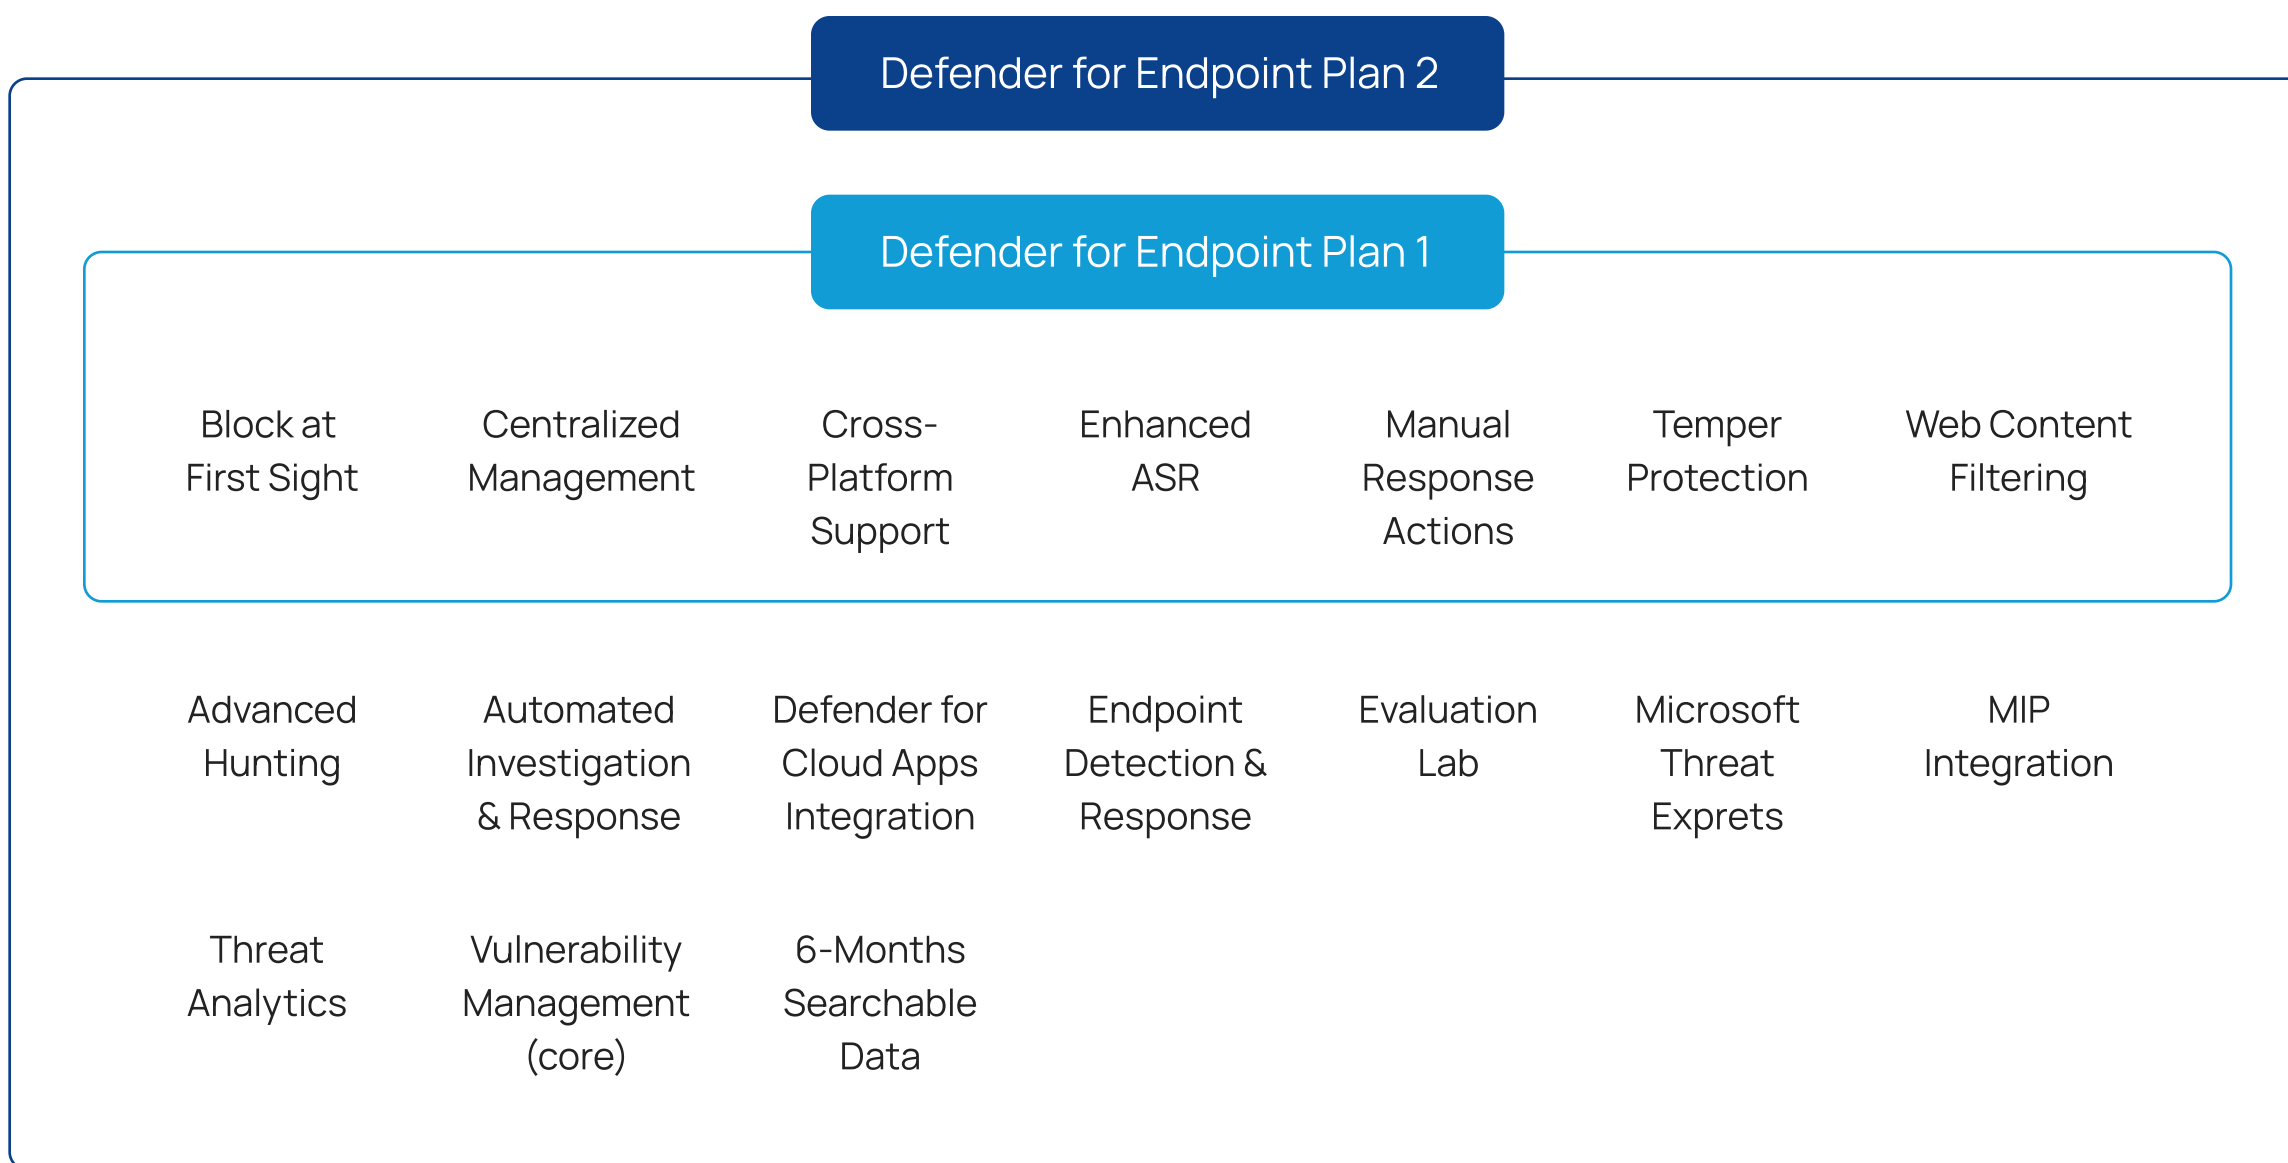 Defender for Endpoint Plan 2
Defender for Endpoint Plan 1
Block at
First Sight
Centralized
Management
Cross-
Platform
Support
Enhanced
ASR
Manual
Response
Actions
Temper
Protection
Web Content
Filtering
Advanced
Hunting
Automated
Investigation
& Response
Defender for
Cloud Apps
Integration
Endpoint
Detection &
Response
Evaluation
Lab
Microsoft
Threat
Exprets
MIP
Integration
Threat
Analytics
Vulnerability
Management
(core)
6-Months
Searchable
Data